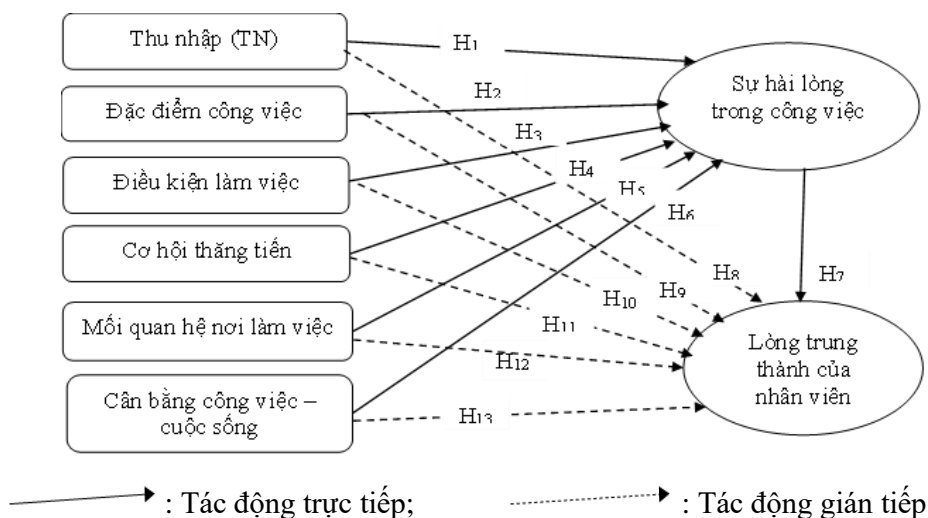 Thu nhập (TN)
H1
Sự hài lòng
trong công việc
Đặc điểm công việc
H2
H3
Điều kiện làm việc
H4
H5
H6
Cơ hội thăng tiến
H7
H8
H9
H10
H11
Mối quan hệ nơi làm việc
H12
Lòng trung
thành của
nhân viên
Cân bằng công việc –
cuộc sống
H13
: Tác động trực tiếp;
: Tác động gián tiếp